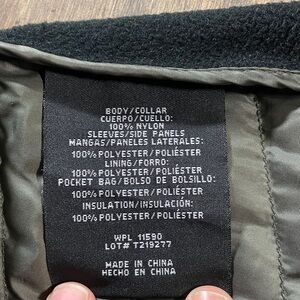 BODY/COLLAR
CUERPO/CUELLO:
100% NYLON
SLEEVES/SIDE PANELS
MANGAS/PANELES LATERALES:
100% POLYESTER/POLIÉSTER
LINING/FORRO:
100% POLYESTER/POLIÉSTER
POCKET BAG/BOLSO DE BOLSILLO:
100% POLYESTER/POLIÉSTER
INSULATION/INSULACIÓN:
100% POLYESTER/POLIÉSTER
WPL 11590
LOT# T219277
MADE IN CHINA
HECHO EN CHINA